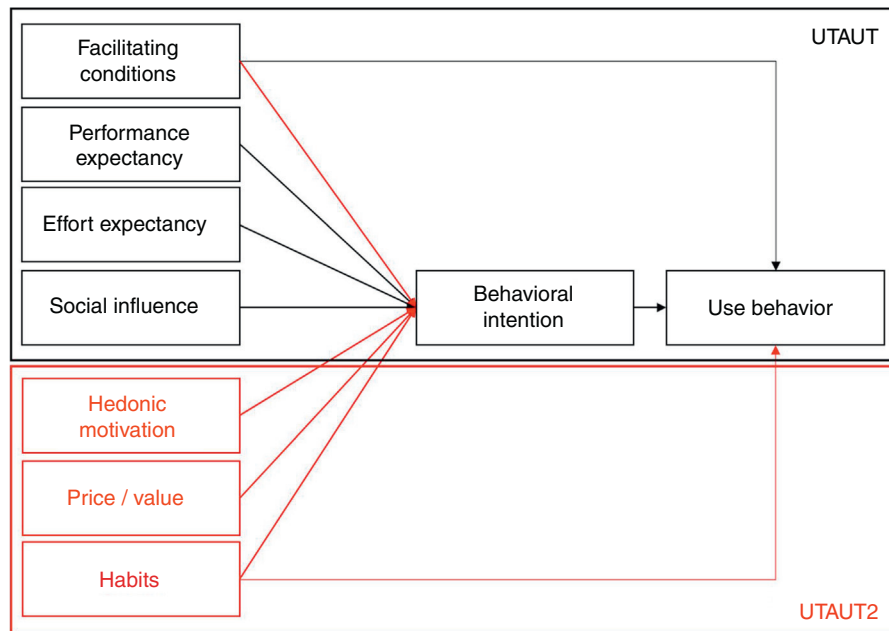 UTAUT
Facilitating
conditions
Performance
expectancy
Effort expectancy
Social influence
Behavioral
intention
Use behavior
Hedonic
motivation
Price / value
Habits
UTAUT2